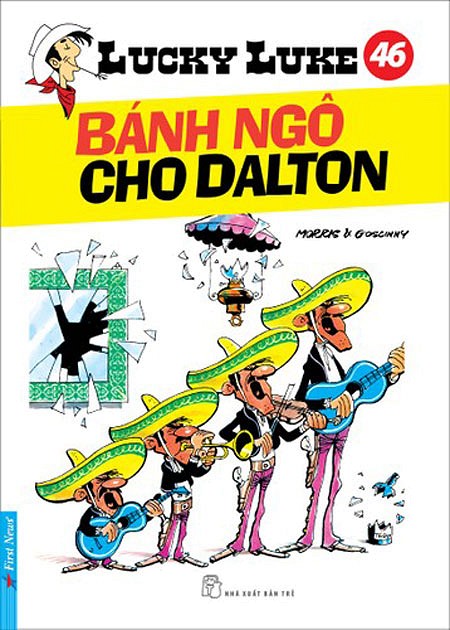 LUCKY LUKE 46
BÁNH NGÔ
CHO DALTON
MORRIS & GOSCINNY
First News
NHÀ XUẤT BẢN TRẺ